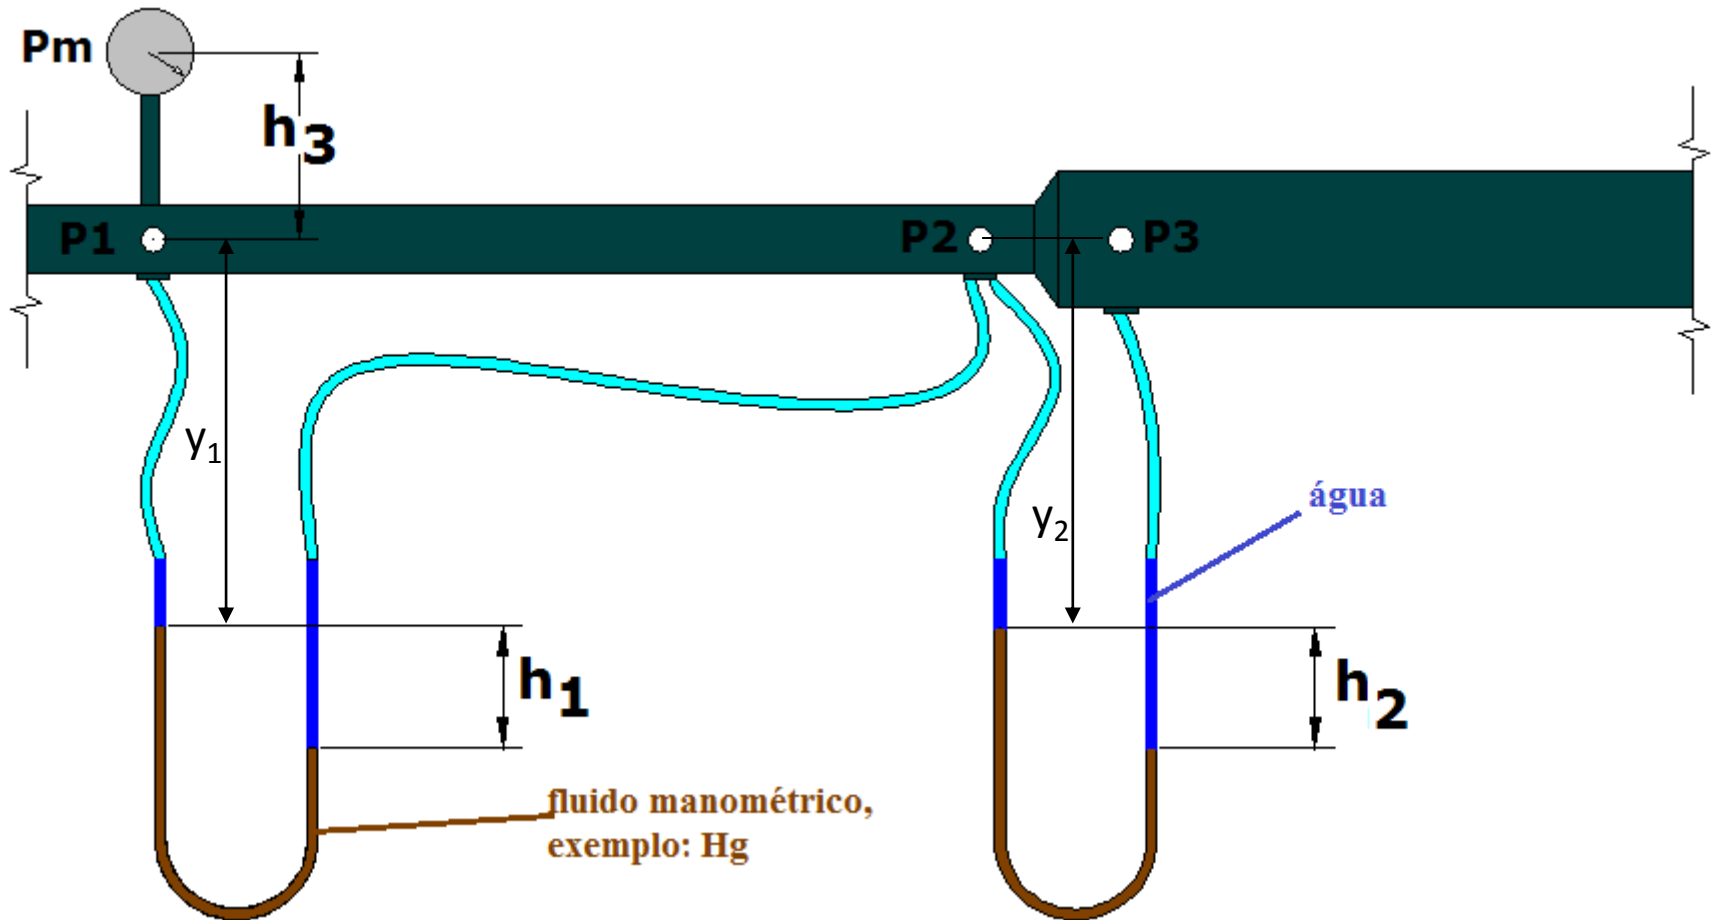 Pm
h3
P1
P2
P3
y1
y2
água
h1
h2
fluido manométrico,
exemplo: Hg